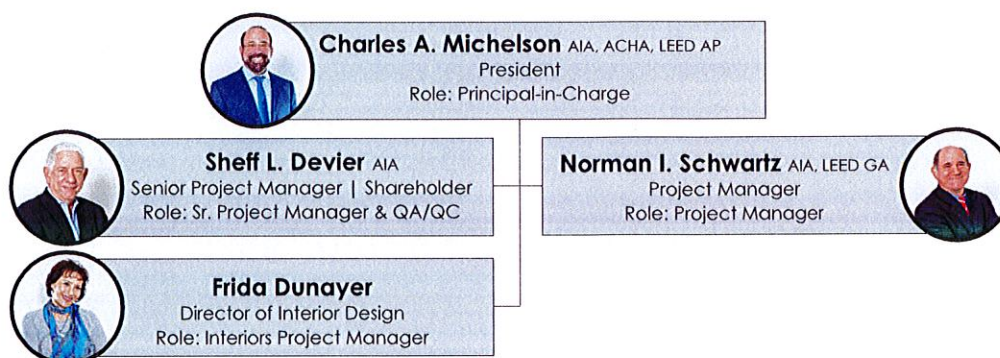 Charles A. Michelson AIA, ACHA, LEED AP
President
Role: Principal-in-Charge
Sheff L. Devier AIA
Senior Project Manager | Shareholder
Role: Sr. Project Manager & QA/QC
Norman I. Schwartz AIA, LEED GA
Project Manager
Role: Project Manager
Frida Dunayer
Director of Interior Design
Role: Interiors Project Manager